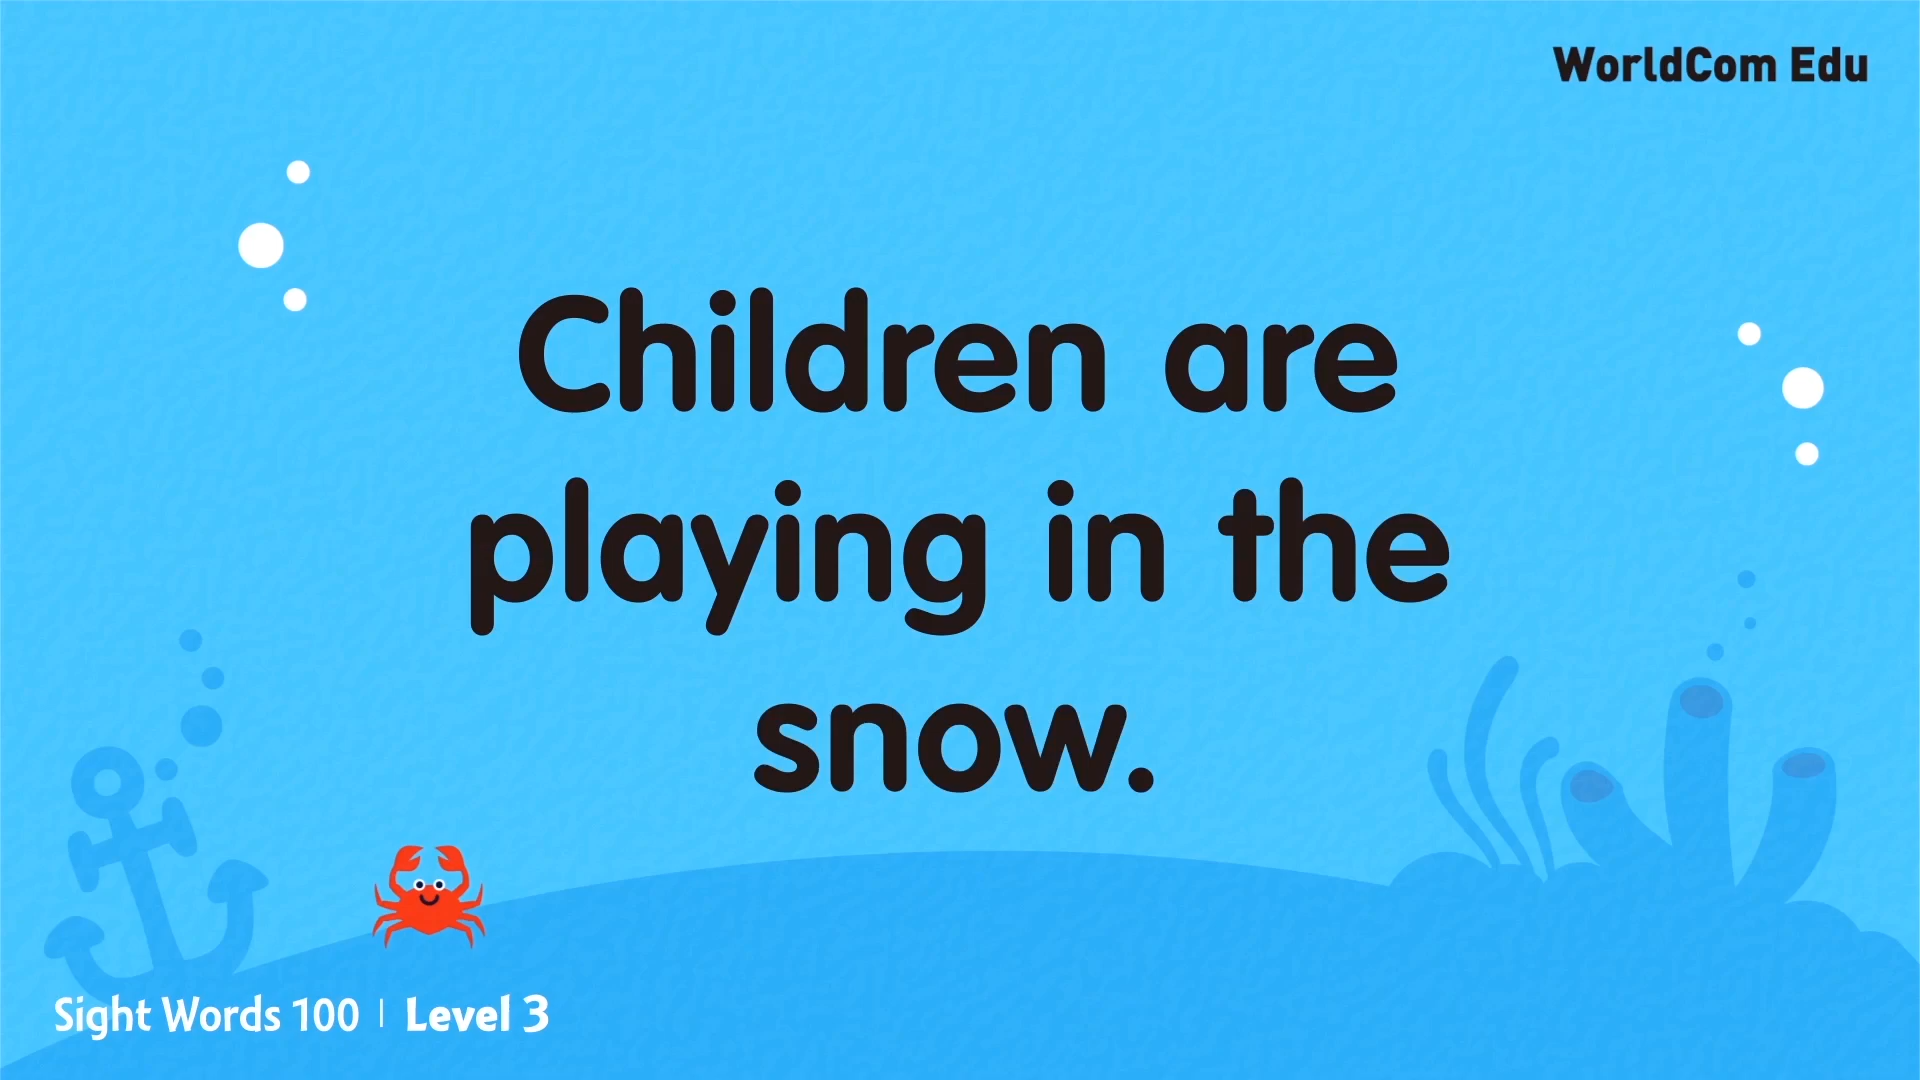 WorldCom Edu
Children are
playing in the
snow.
Sight Words 100 | Level 3